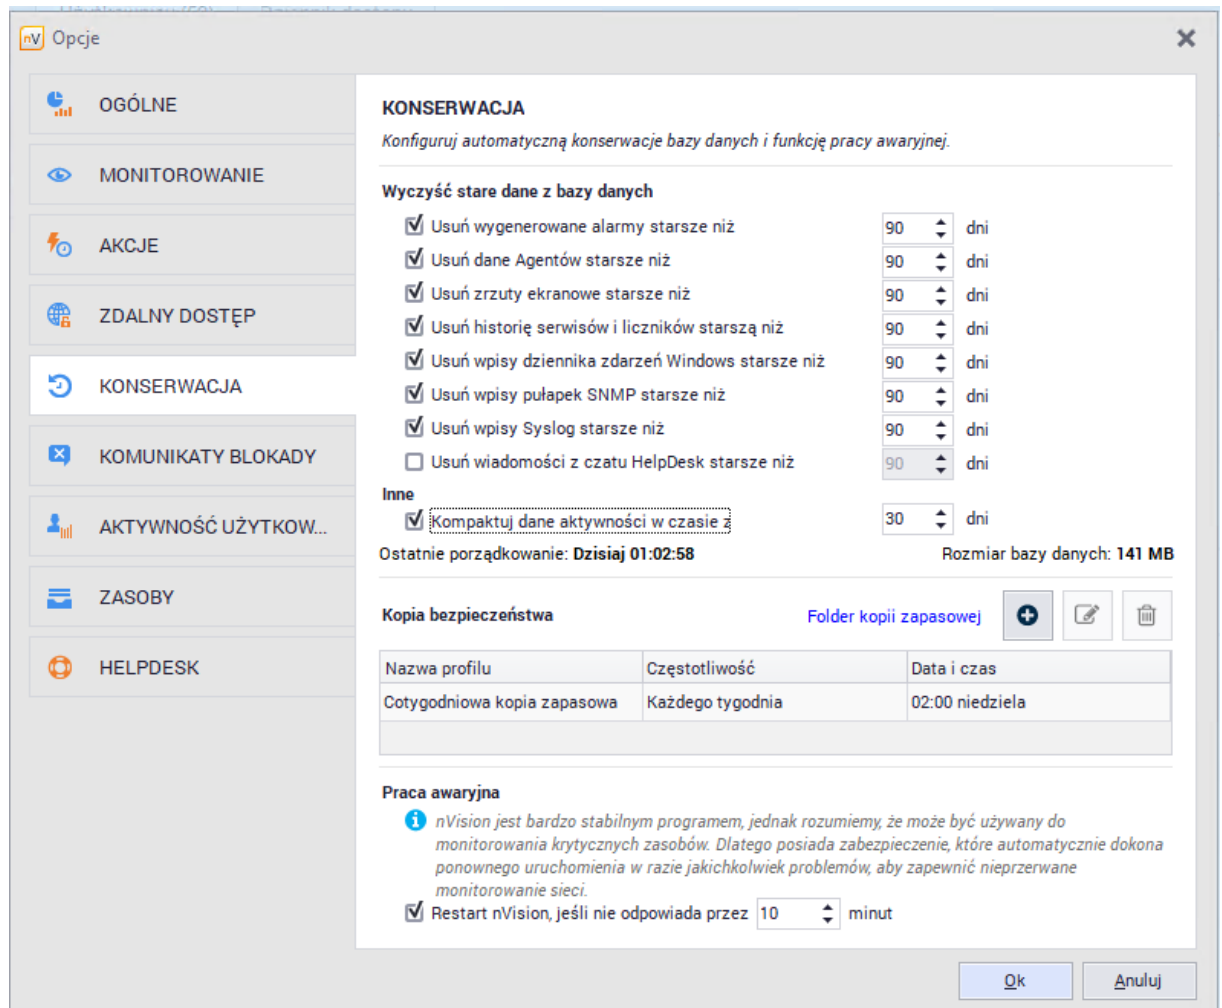 nV Opcje
OGÓLNE
MONITOROWANIE
AKCJE
ZDALNY DOSTĘP
KONSERWACJA
KOMUNIKATY BLOKADY
AKTYWNOŚĆ UŻYTKOW...
ZASOBY
HELPDESK
KONSERWACJA
Konfiguruj automatyczną konserwacje bazy danych i funkcję pracy awaryjnej.
Wyczyść stare dane z bazy danych
Usuń wygenerowane alarmy starsze niż 90 dni
Usuń dane Agentów starsze niż 90 dni
Usuń zrzuty ekranowe starsze niż 90 dni
Usuń historię serwisów i liczników starszą niż 90 dni
Usuń wpisy dziennika zdarzeń Windows starsze niż 90 dni
Usuń wpisy pułapek SNMP starsze niż 90 dni
Usuń wpisy Syslog starsze niż 90 dni
Usuń wiadomości z czatu HelpDesk starsze niż 90 dni
Inne
Kompaktuj dane aktywności w czasie z 30 dni
Ostatnie porządkowanie: Dzisiaj 01:02:58 Rozmiar bazy danych: 141 MB
Kopia bezpieczeństwa Folder kopii zapasowej
Nazwa profilu Częstotliwość Data i czas
Cotygodniowa kopia zapasowa Każdego tygodnia 02:00 niedziela
Praca awaryjna
nVision jest bardzo stabilnym programem, jednak rozumiemy, że może być używany do
monitorowania krytycznych zasobów. Dlatego posiada zabezpieczenie, które automatycznie dokona
ponownego uruchomienia w razie jakichkolwiek problemów, aby zapewnić nieprzerwane
monitorowanie sieci.
Restart nVision, jeśli nie odpowiada przez 10 minut
Ok Anuluj